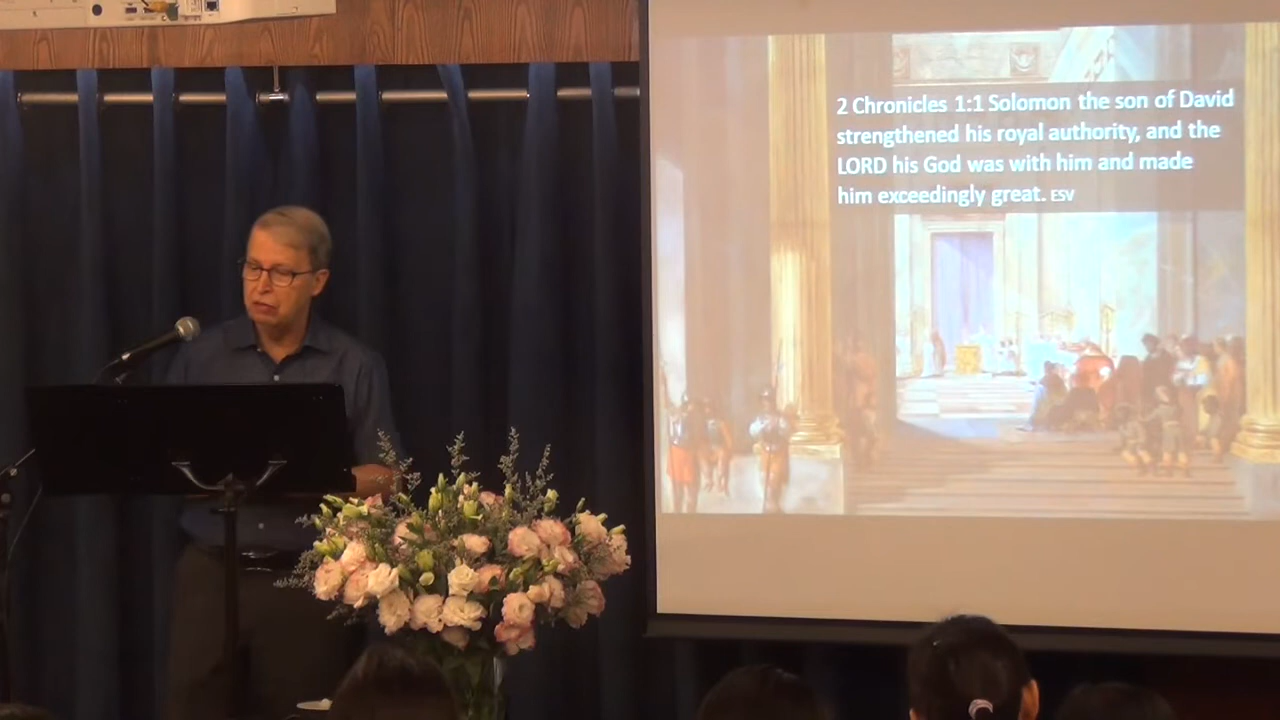 2 Chronicles 1:1 Solomon the son of David
strengthened his royal authority, and the
LORD his God was with him and made
him exceedingly great. ESV